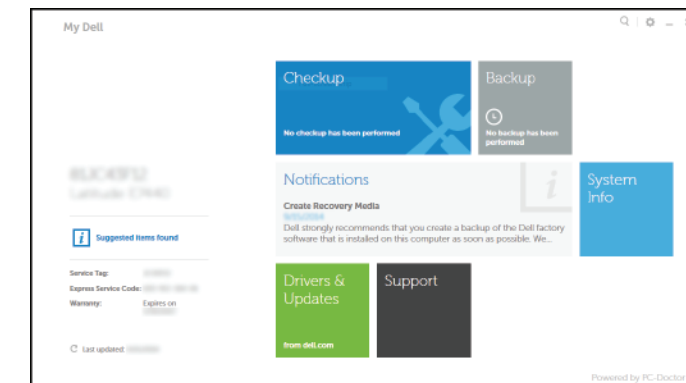 My Dell
Checkup
No checkup has been performed
Backup
No backup has been
performed
Notifications
Create Recovery Media
Dell strongly recommends that you create a backup of the Dell factory
software that is installed on this computer as soon as possible. We...
System
Info
i
Suggested items found
Service Tag:
Express Service Code:
Warranty: Expires on
Last updated:
Drivers &
Updates
from dell.com
Support
Powered by PC-Doctor